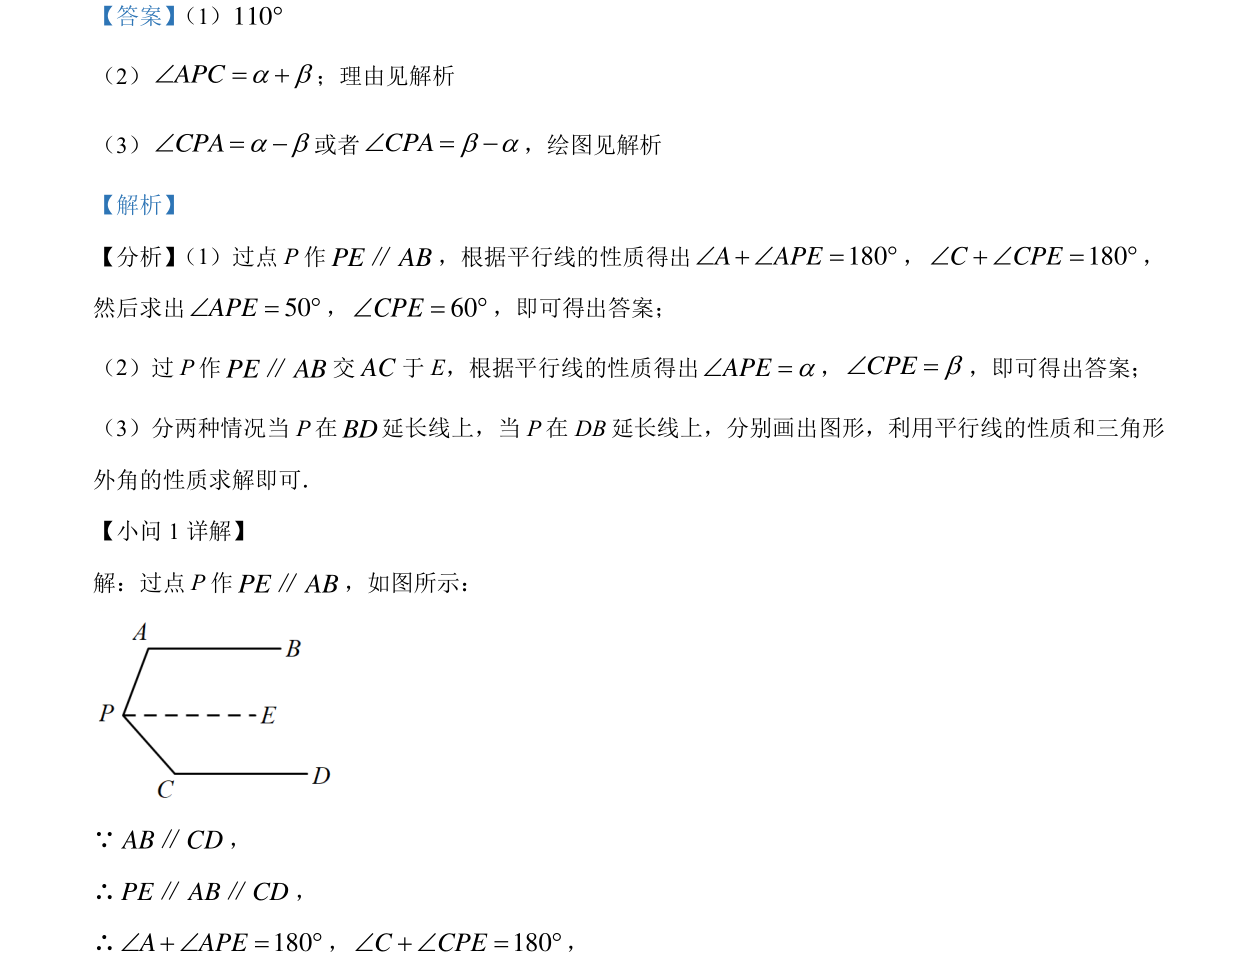 【答案】（1）110°
（2）∠APC＝α＋β；理由见解析
（3）∠CPA＝α－β或者∠CPA＝β－α，绘图见解析
【解析】
【分析】（1）过点 P 作 PE∥AB，根据平行线的性质得出∠A＋∠APE＝180°，∠C＋∠CPE＝180°，
然后求出∠APE＝50°，∠CPE＝60°，即可得出答案；
（2）过 P 作 PE∥AB 交 AC 于 E，根据平行线的性质得出∠APE＝α，∠CPE＝β，即可得出答案；
（3）分两种情况当 P 在 BD 延长线上，当 P 在 DB 延长线上，分别画出图形，利用平行线的性质和三角形
外角的性质求解即可．
【小问 1 详解】
解：过点 P 作 PE∥AB，如图所示：
A
B
P
E
C
D
∵AB∥CD，
∴PE∥AB∥CD，
∴∠A＋∠APE＝180°，∠C＋∠CPE＝180°，